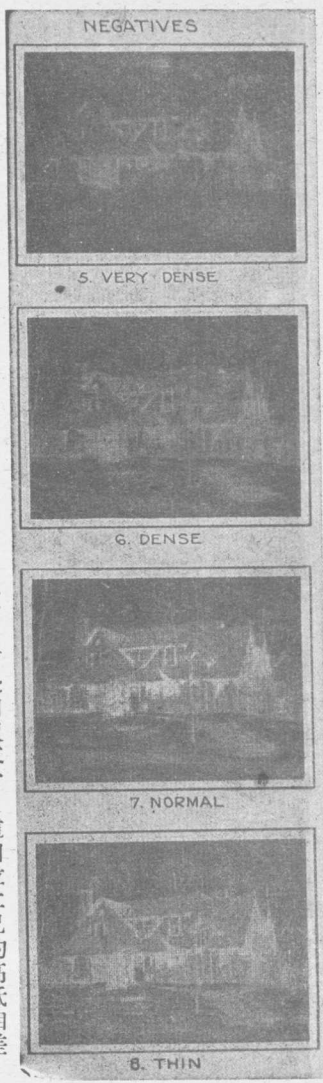 NEGATIVES
5. VERY DENSE
6. DENSE
7. NORMAL
8. THIN